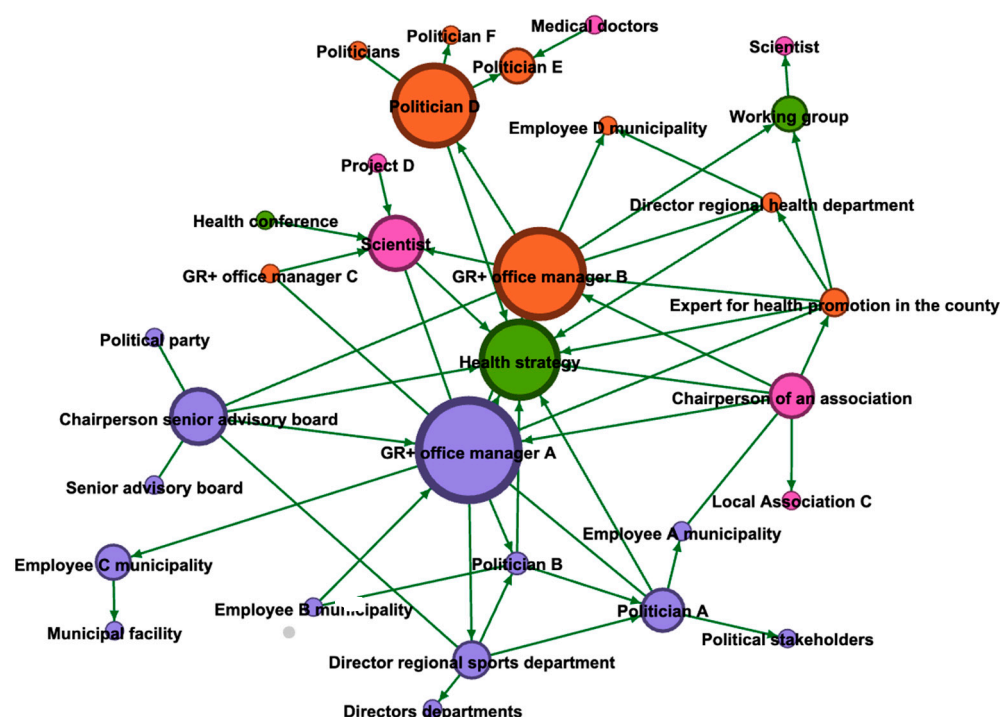 Medical doctors
Politician F
Politicians
Scientist
Politician E
Politician D
Working group
Employee D municipality
Project D
Director regional health department
Health conference
Scientist
GR+ office manager C
GR+ office manager B
Expert for health promotion in the county
Political party
Health strategy
Chairperson of an association
Chairperson senior advisory board
GR+ office manager A
Senior advisory board
Local Association C
Employee A municipality
Employee C municipality
Politician B
Employee B municipality
Politician A
Municipal facility
Political stakeholders
Director regional sports department
Directors departments